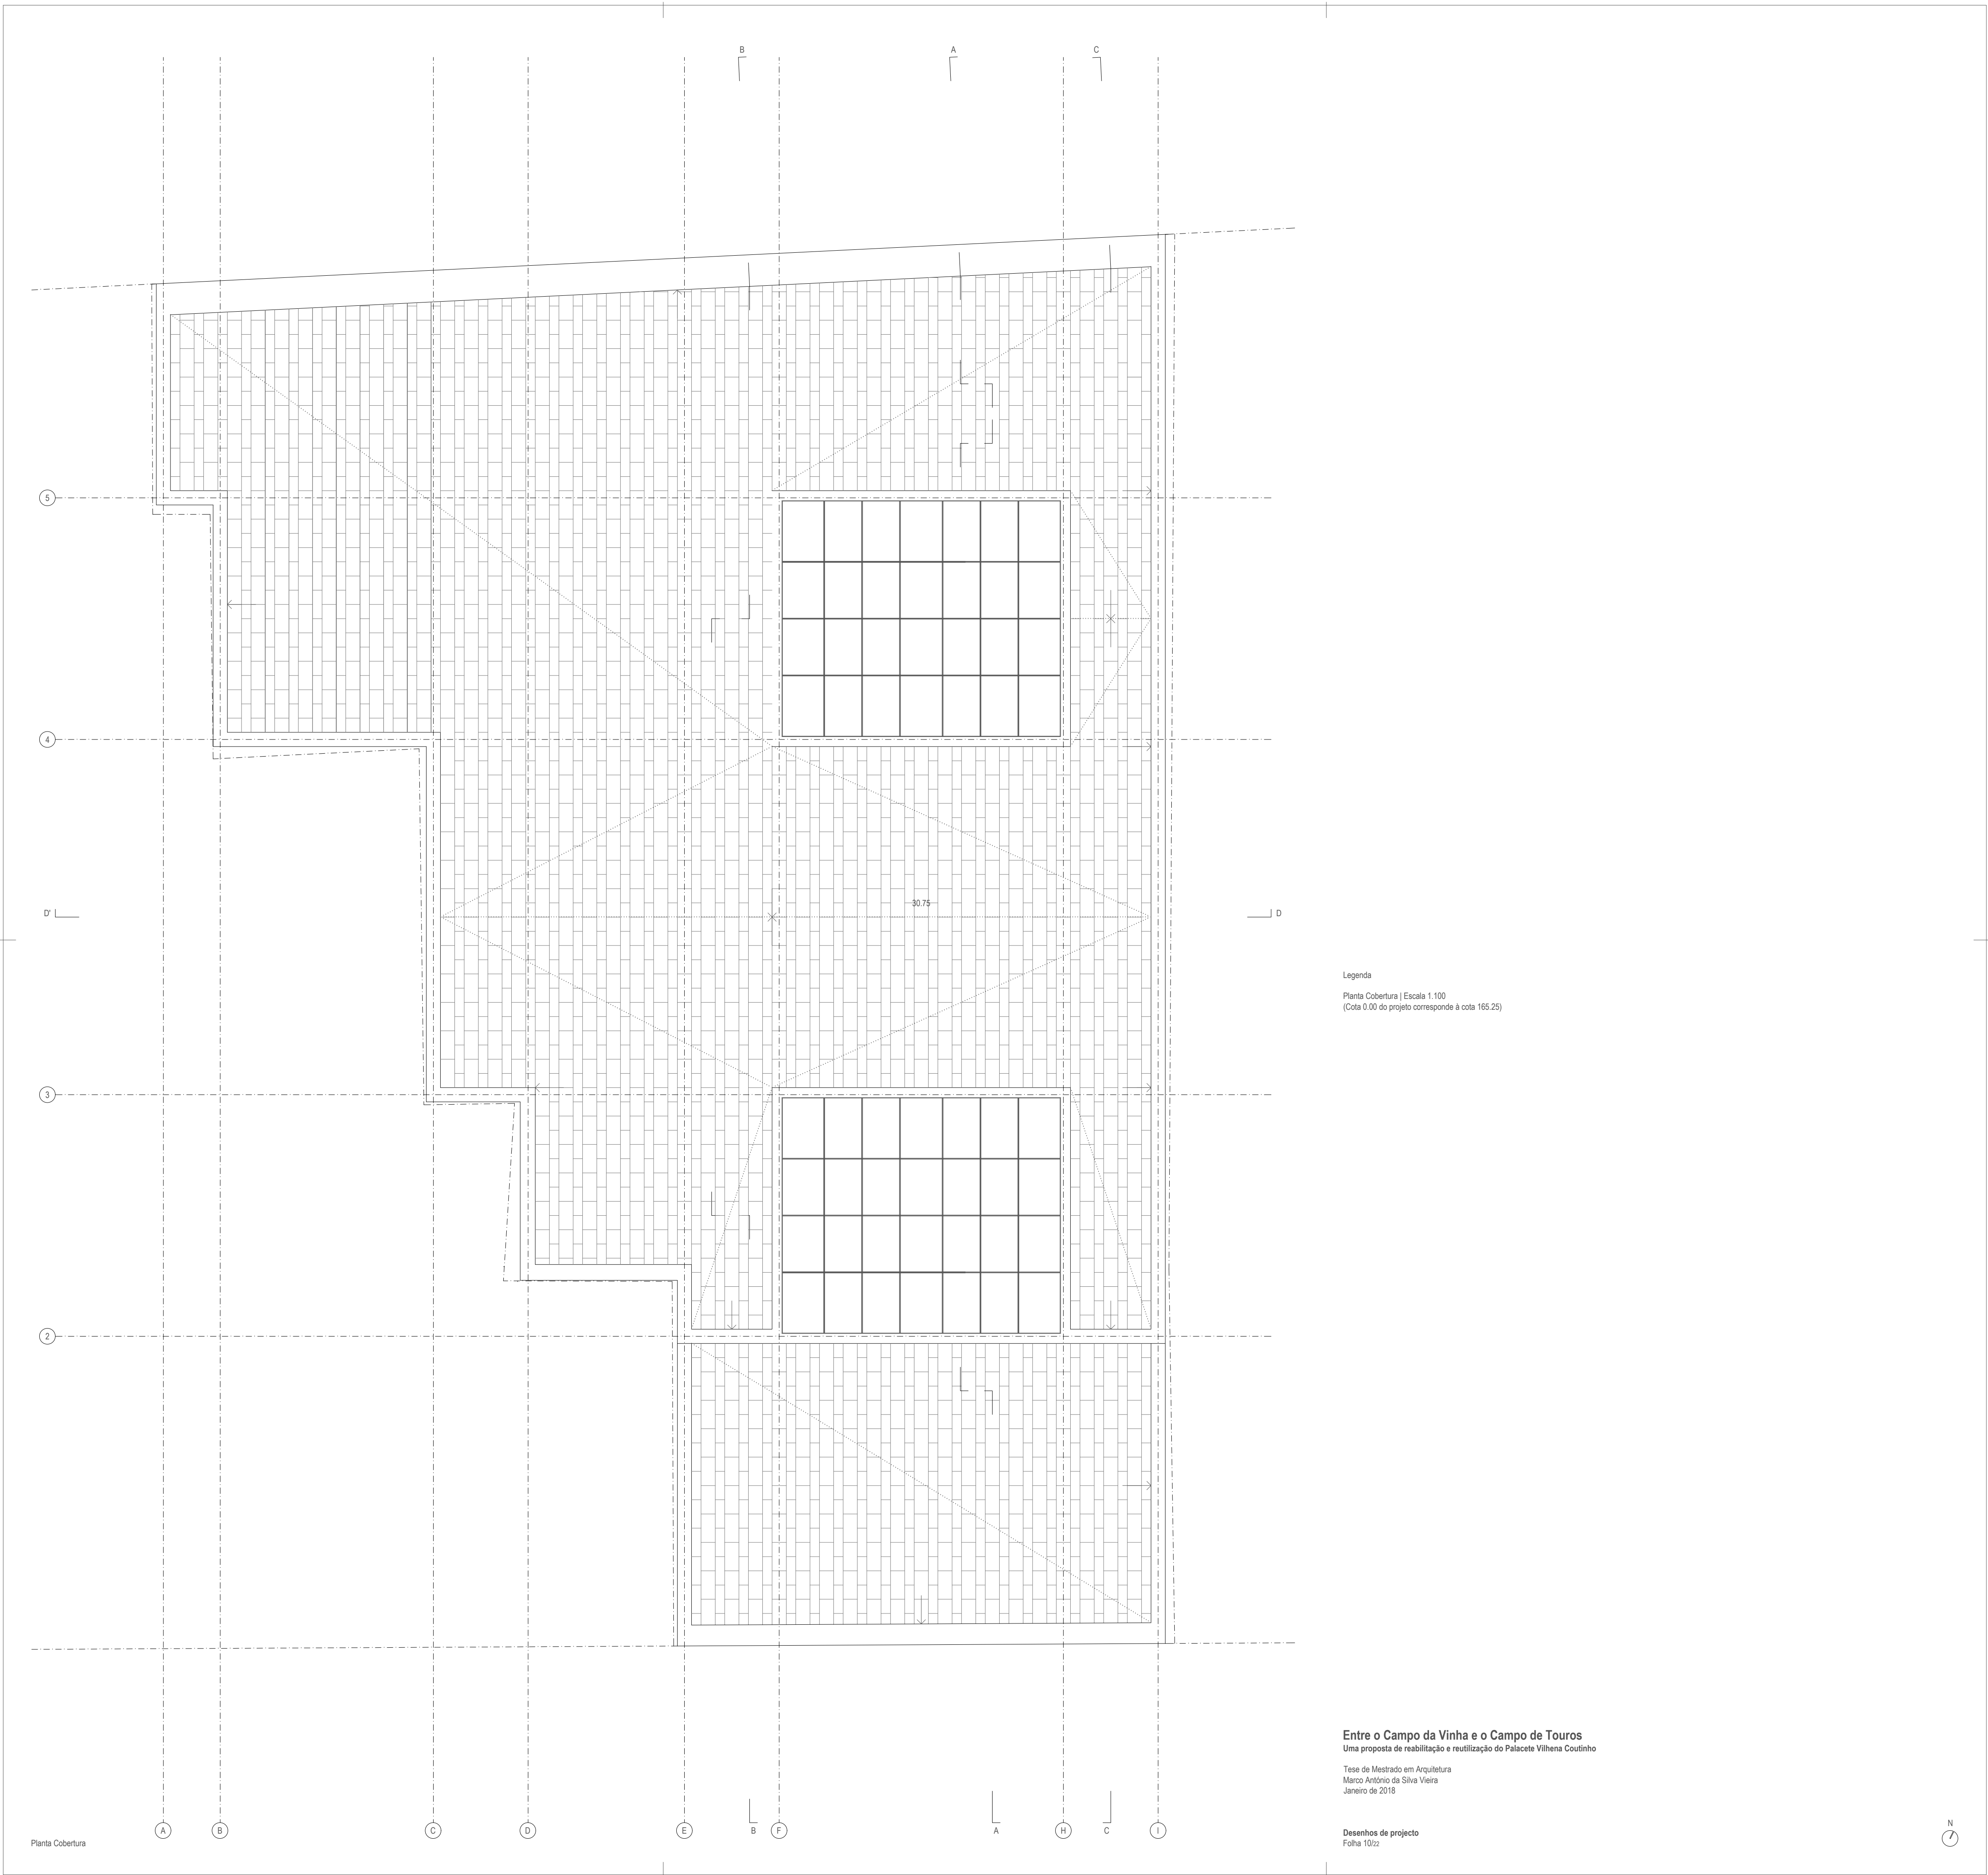 B
A
C
5
4
30.75
D'
D
3
2
Legenda
Planta Cobertura | Escala 1.100
(Cota 0.00 do projeto corresponde à cota 165.25)
Entre o Campo da Vinha e o Campo de Touros
Uma proposta de reabilitação e reutilização do Palacete Vilhena Coutinho
Tese de Mestrado em Arquitetura
Marco António da Silva Vieira
Janeiro de 2018
Desenhos de projecto
Folha 10/22
N
A
B
C
D
E
B
F
A
H
C
I
Planta Cobertura